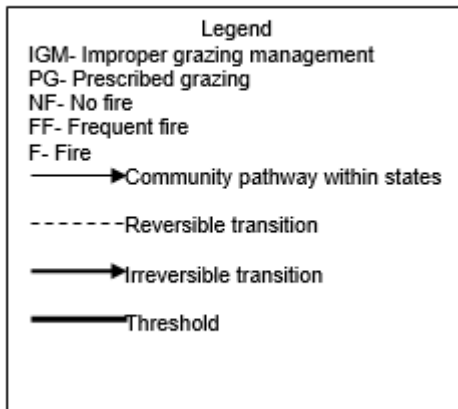 Legend
IGM- Improper grazing management
PG- Prescribed grazing
NF- No fire
FF- Frequent fire
F- Fire
Community pathway within states
Reversible transition
Irreversible transition
Threshold